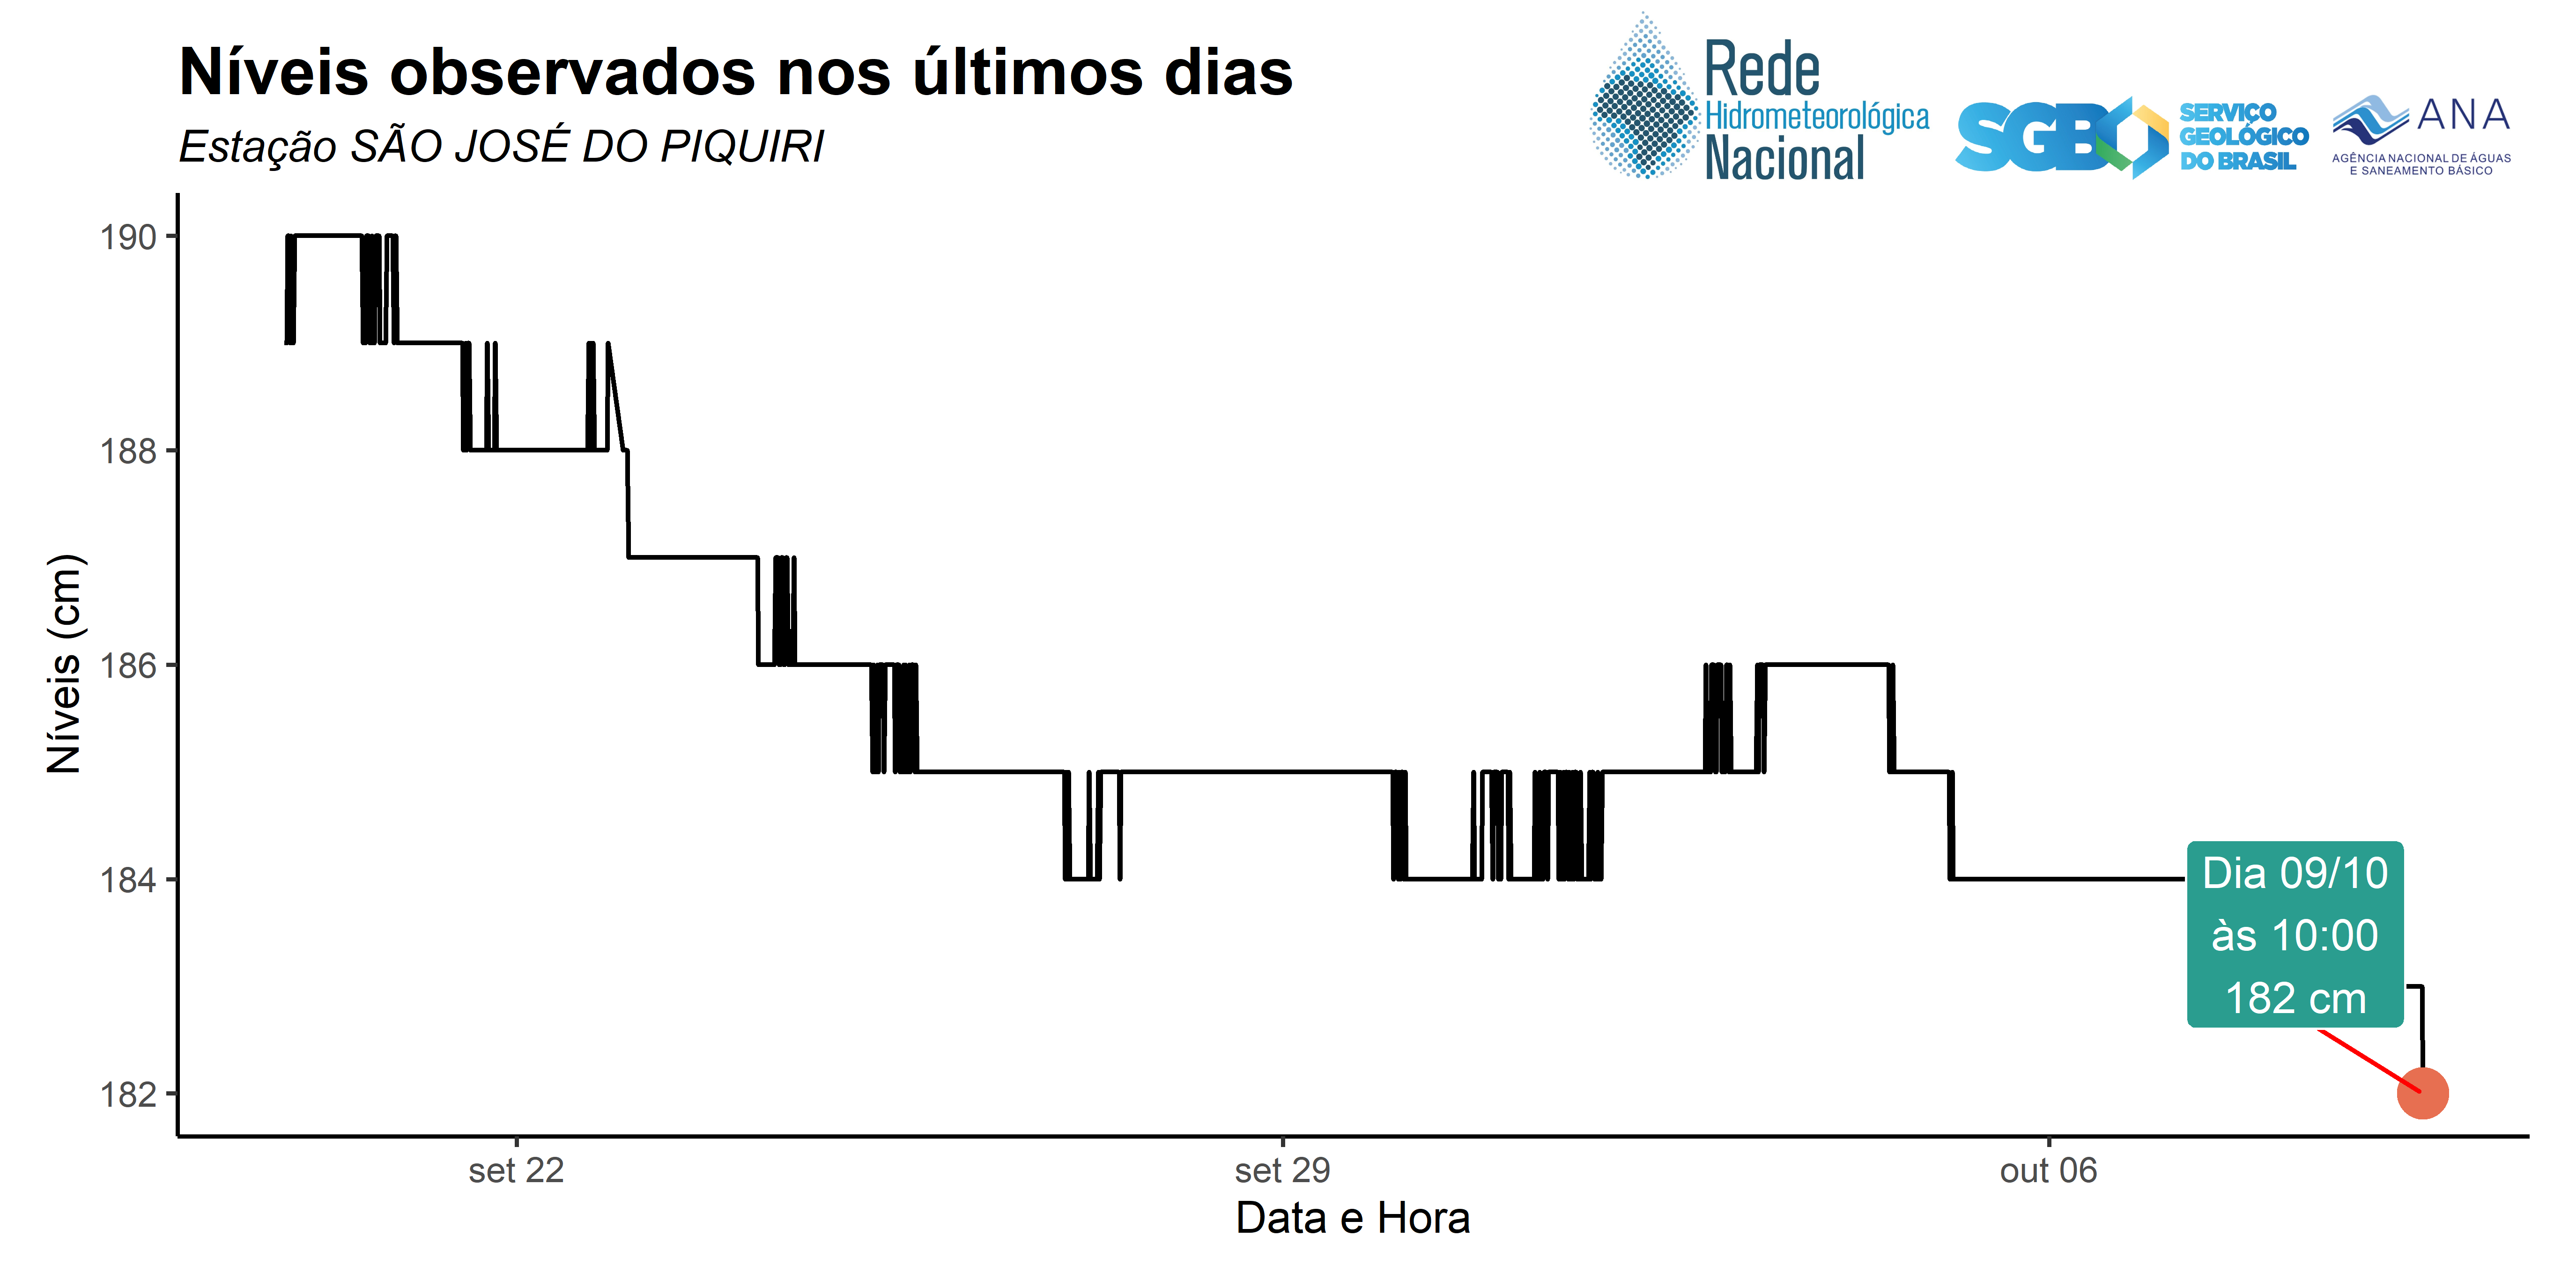 Níveis observados nos últimos dias
Estação SÃO JOSÉ DO PIQUIRI
Rede
Hidrometeorológica
Nacional
SGB
SERVIÇO
GEOLÓGICO
DO BRASIL
ANA
AGÊNCIA NACIONAL DE ÁGUAS
E SANEAMENTO BÁSICO
Níveis (cm)
190
188
186
184
182
Dia 09/10
às 10:00
182 cm
set 22
set 29
out 06
Data e Hora